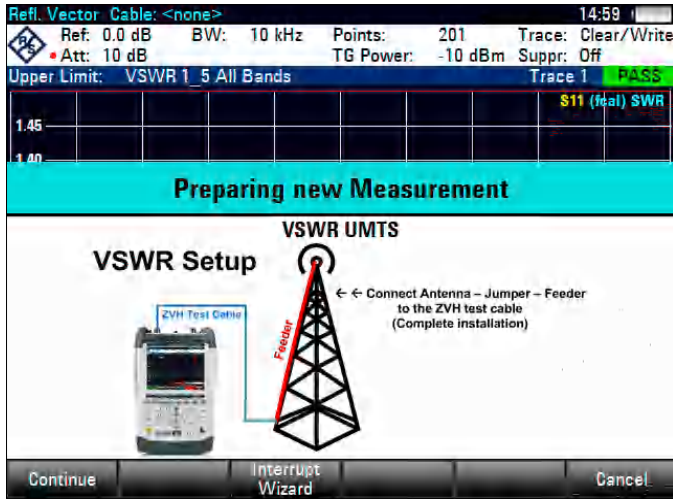 Refl. Vector Cable: <none> 14:59
Ref: 0.0 dB BW: 10 kHz Points: 201 Trace: Clear/Write
Att: 10 dB TG Power: -10 dBm Suppr: Off
Upper Limit: VSWR 1_5 All Bands Trace 1 PASS
S11 (fcal) SWR
1.45
1.40
Preparing new Measurement
VSWR UMTS
VSWR Setup
← ← Connect Antenna – Jumper – Feeder
to the ZVH test cable
(Complete installation)
ZVH Test Cable
Feeder
Continue Interrupt Wizard Cancel